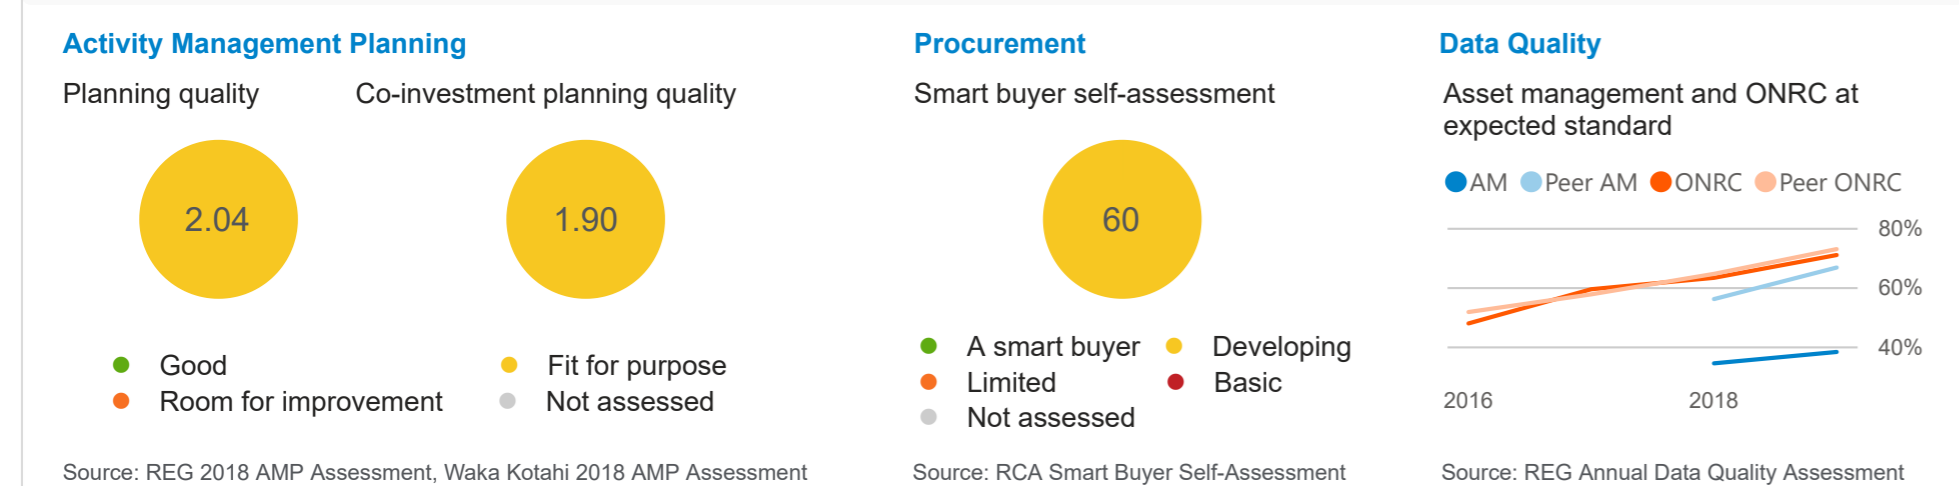 Activity Management Planning
Planning quality
Co-investment planning quality
2.04
1.90
Good
Fit for purpose
Room for improvement
Not assessed
Source: REG 2018 AMP Assessment, Waka Kotahi 2018 AMP Assessment
Procurement
Smart buyer self-assessment
60
A smart buyer
Developing
Limited
Basic
Not assessed
Source: RCA Smart Buyer Self-Assessment
Data Quality
Asset management and ONRC at
expected standard
AM Peer AM ONRC Peer ONRC
80%
60%
40%
2016 2018
Source: REG Annual Data Quality Assessment